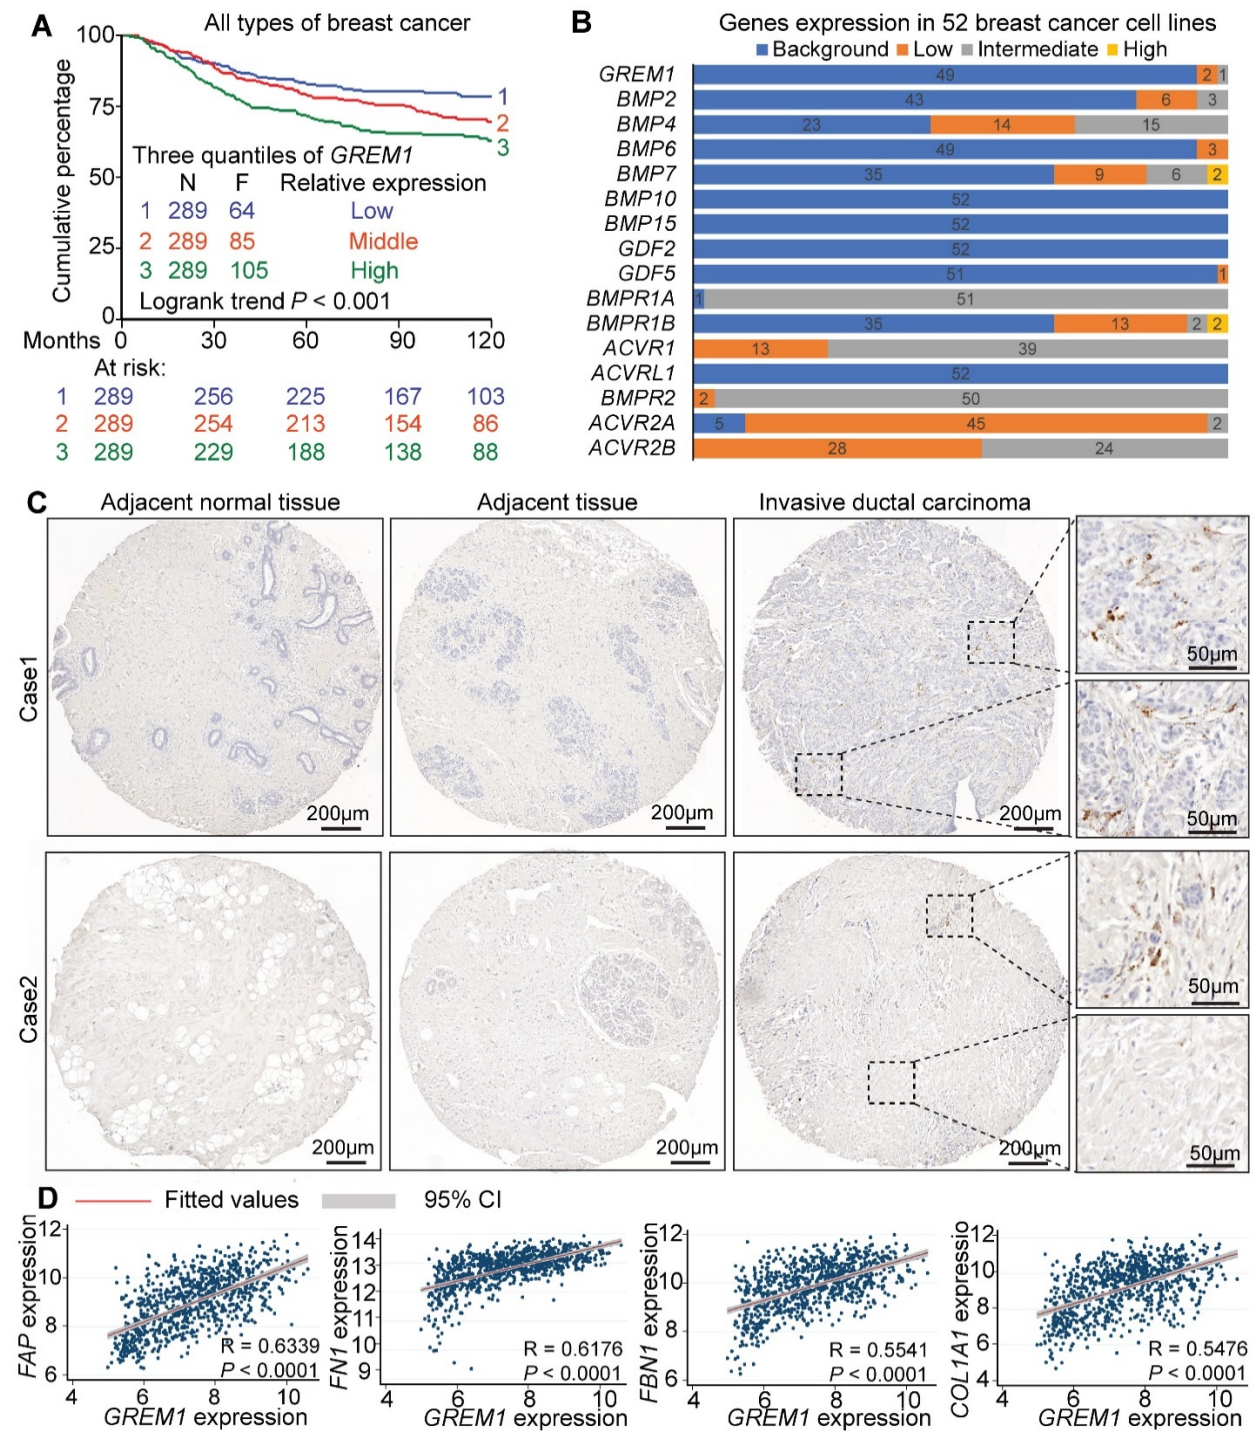 A
All types of breast cancer
Cumulative percentage
100
75
50
25
0
1
2
3
Three quantiles of GREM1
N F Relative expression
1 289 64 Low
2 289 85 Middle
3 289 105 High
Logrank trend P < 0.001
Months 0 30 60 90 120
At risk:
1 289 256 225 167 103
2 289 254 213 154 86
3 289 229 188 138 88
B
Genes expression in 52 breast cancer cell lines
Background Low Intermediate High
GREM1 49 2 1
BMP2 43 6 3
BMP4 23 14 15
BMP6 49 3
BMP7 35 9 6 2
BMP10 52
BMP15 52
GDF2 52
GDF5 51 1
BMPR1A 1 51
BMPR1B 35 13 2 2
ACVR1 13 39
ACVRL1 52
BMPR2 2 50
ACVR2A 5 45 2
ACVR2B 28 24
C
Adjacent normal tissue Adjacent tissue Invasive ductal carcinoma
Case1
200µm
200µm
200µm
50µm
50µm
Case2
200µm
200µm
200µm
50µm
50µm
D
Fitted values 95% CI
FAP expression
12
10
8
6
4 6 8 10
R = 0.6339
P < 0.0001
GREM1 expression
FN1 expression
14
13
12
11
10
9
4 6 8 10
R = 0.6176
P < 0.0001
GREM1 expression
FBN1 expression
12
10
8
6
4 6 8 10
R = 0.5541
P < 0.0001
GREM1 expression
COL1A1 expressio
12
10
8
6
4
4 6 8 10
R = 0.5476
P < 0.0001
GREM1 expression